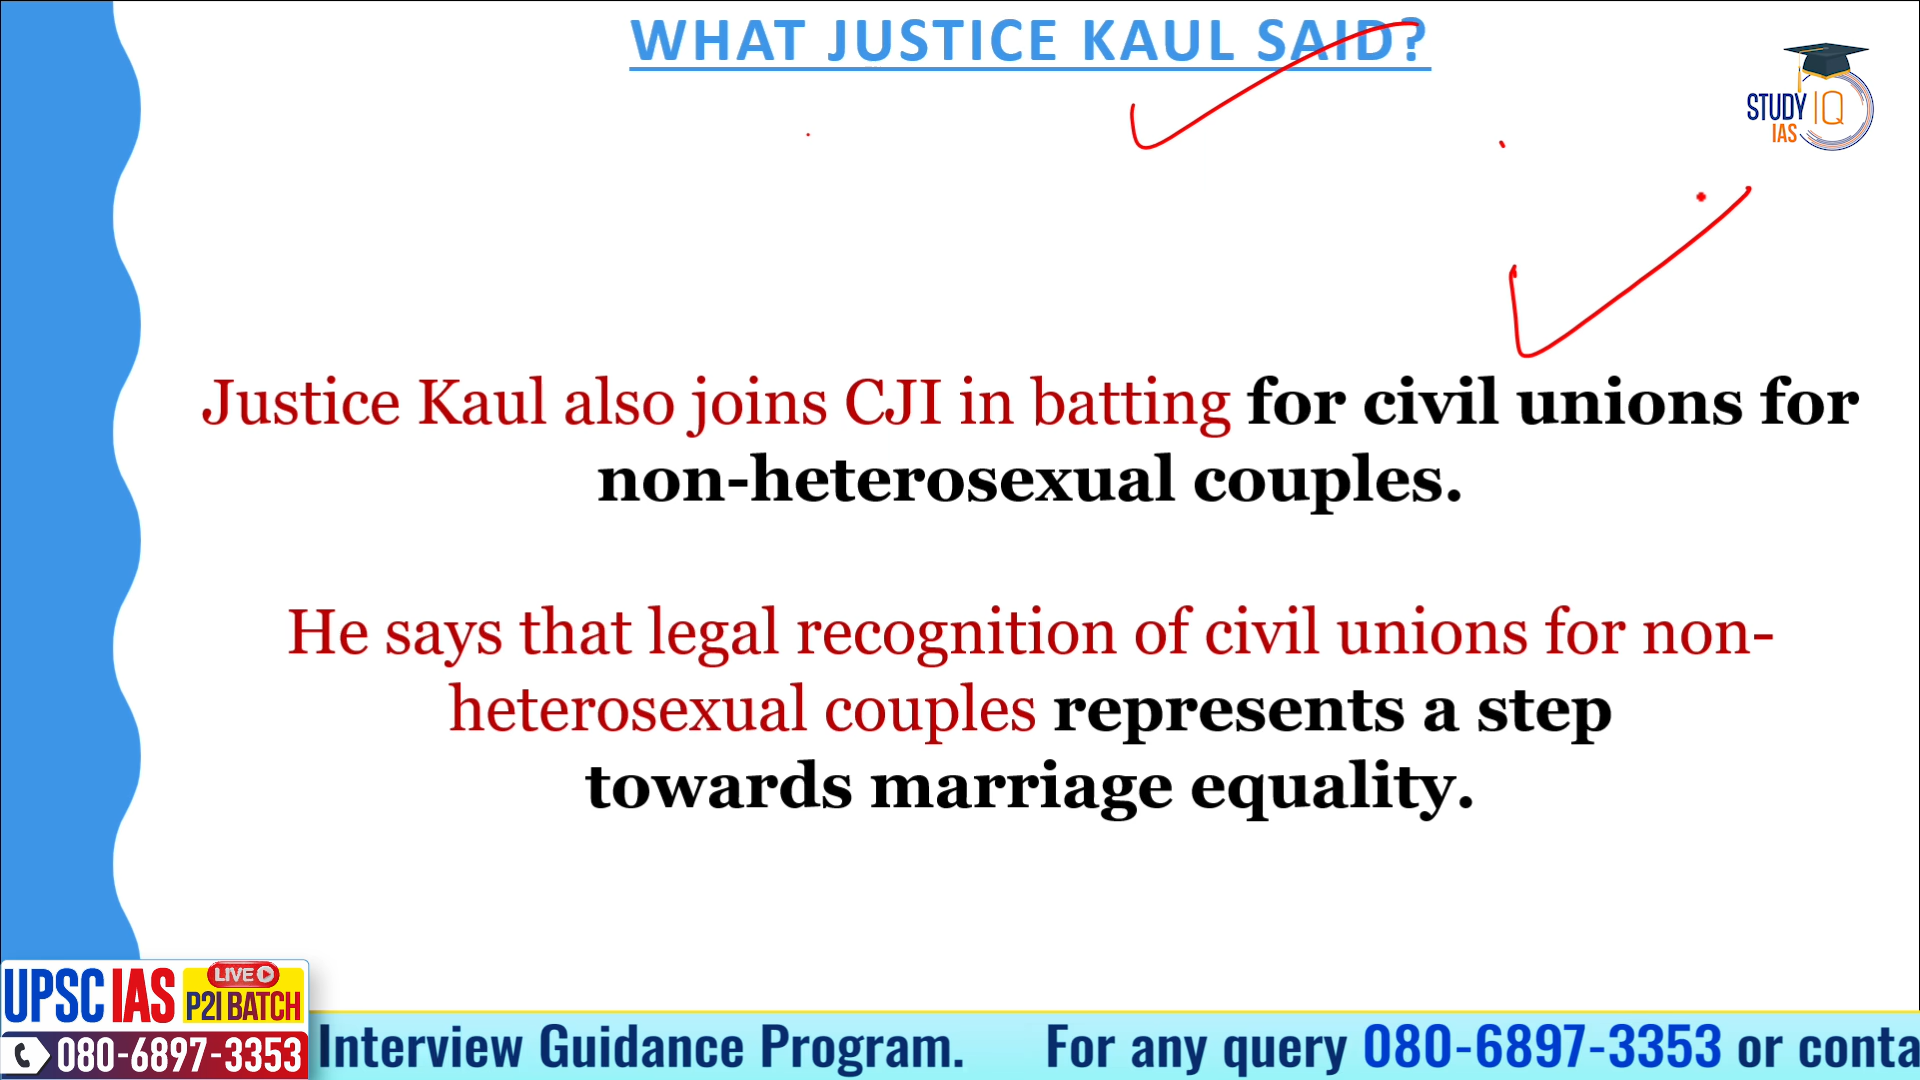 WHAT JUSTICE KAUL SAID?
STUDY IQ
IAS
Justice Kaul also joins CJI in batting for civil unions for
non-heterosexual couples.
He says that legal recognition of civil unions for non-
heterosexual couples represents a step
towards marriage equality.
UPSC IAS LIVE
P2I BATCH
080-6897-3353
Interview Guidance Program. For any query 080-6897-3353 or conta